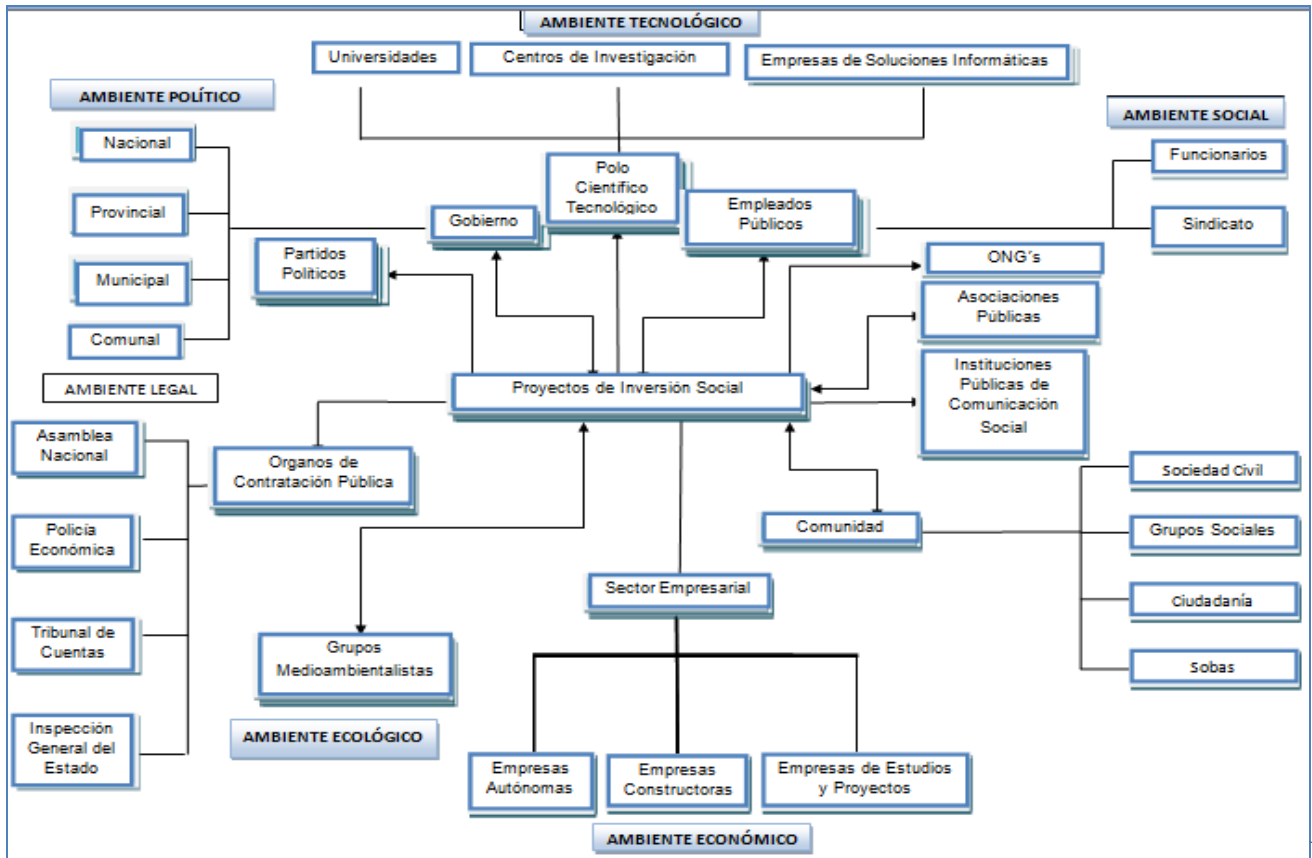 AMBIENTE TECNOLÓGICO
Universidades
Centros de Investigación
Empresas de Soluciones Informáticas
AMBIENTE POLÍTICO
AMBIENTE SOCIAL
Nacional
Provincial
Municipal
Comunal
Funcionarios
Sindicato
Polo
Científico
Tecnológico
Gobierno
Empleados
Públicos
Partidos
Políticos
ONG´s
Asociaciones
Públicas
Instituciones
Públicas de
Comunicación
Social
Proyectos de Inversión Social
AMBIENTE LEGAL
Asamblea
Nacional
Policía
Económica
Tribunal de
Cuentas
Inspección
General del
Estado
Organos de
Contratación Pública
Comunidad
Sociedad Civil
Grupos Sociales
Ciudadanía
Sobas
Sector Empresarial
Grupos
Medioambientalistas
AMBIENTE ECOLÓGICO
Empresas
Autónomas
Empresas
Constructoras
Empresas de Estudios
y Proyectos
AMBIENTE ECONÓMICO